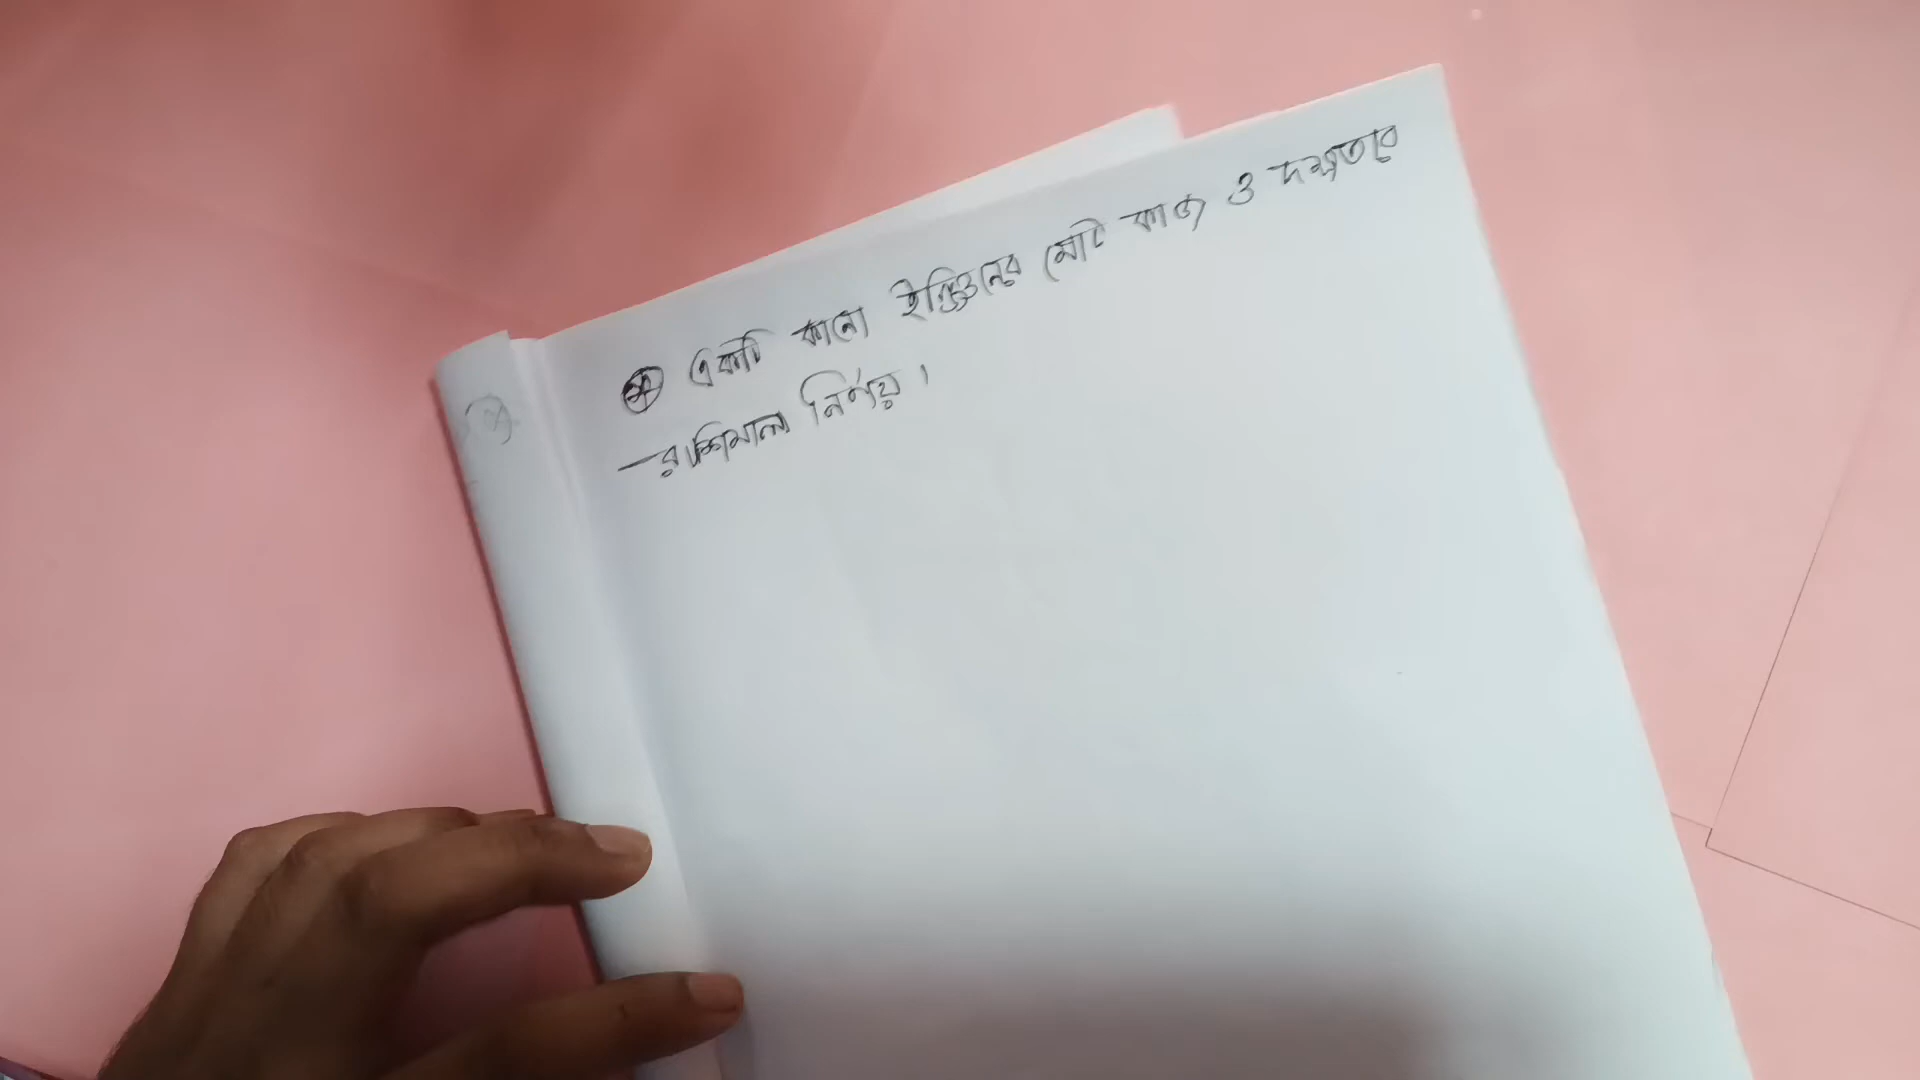 একটি কার্নো ইঞ্জিনের মোট কাজ ও দক্ষতার
রাশিমালা নির্ণয়।